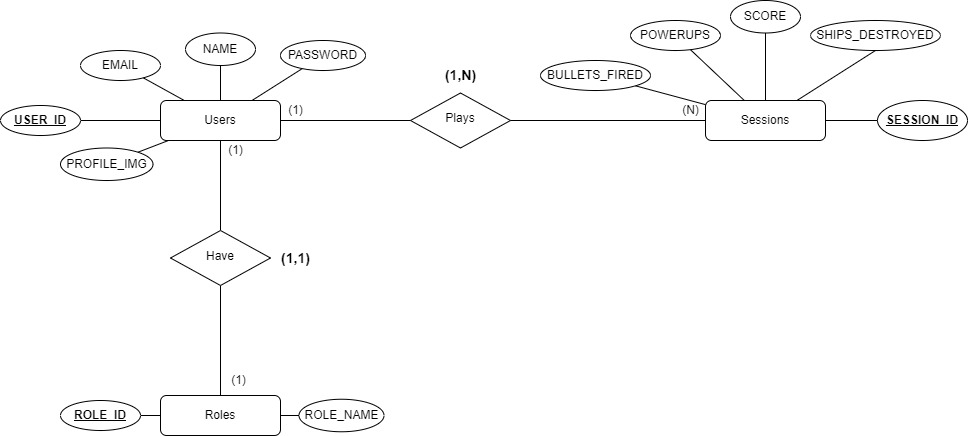 SCORE
NAME
POWERUPS
SHIPS_DESTROYED
EMAIL
PASSWORD
BULLETS_FIRED
(1,N)
USER_ID
Users
(1)
Plays
(N)
Sessions
SESSION_ID
(1)
PROFILE_IMG
Have
(1,1)
(1)
ROLE_ID
Roles
ROLE_NAME